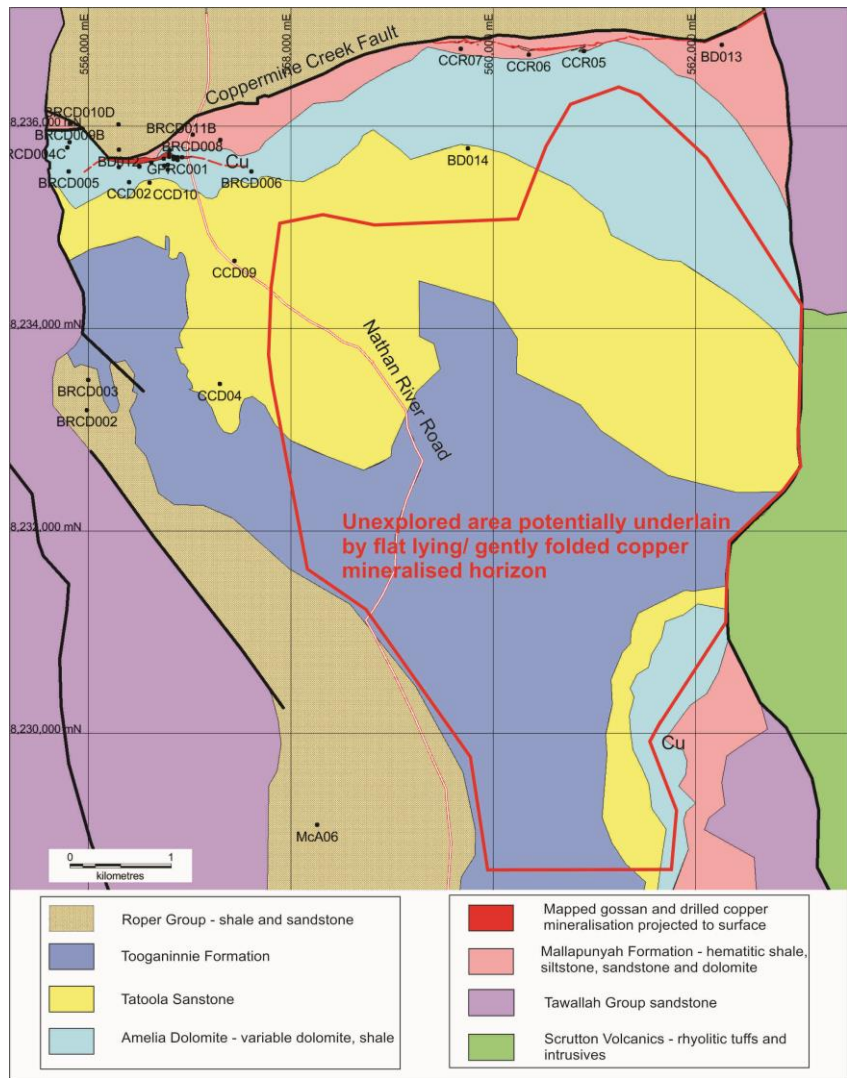 556,000 mE
558,000 mE
560,000 mE
562,000 mE
Coppermine Creek Fault
CCR07
CCR06
CCR05
BD013
BRCD010D
8,236,000 mN
BRCD009B
BRCD011B
BRCD004C
BRCD008
Cu
BD014
GPRC001
BRCD005
BRCD006
CCD02
CCD10
CCD09
8,234,000 mN
Nathan River Road
BRCD003
CCD04
BRCD002
8,232,000 mN
Unexplored area potentially underlain
by flat lying/ gently folded copper
mineralised horizon
8,230,000 mN
Cu
McA06
0 1
kilometres
Roper Group - shale and sandstone
Tooganinnie Formation
Tatoola Sanstone
Amelia Dolomite - variable dolomite, shale
Mapped gossan and drilled copper
mineralisation projected to surface
Mallapunyah Formation - hematitic shale,
siltstone, sandstone and dolomite
Tawallah Group sandstone
Scrutton Volcanics - rhyolitic tuffs and
intrusives